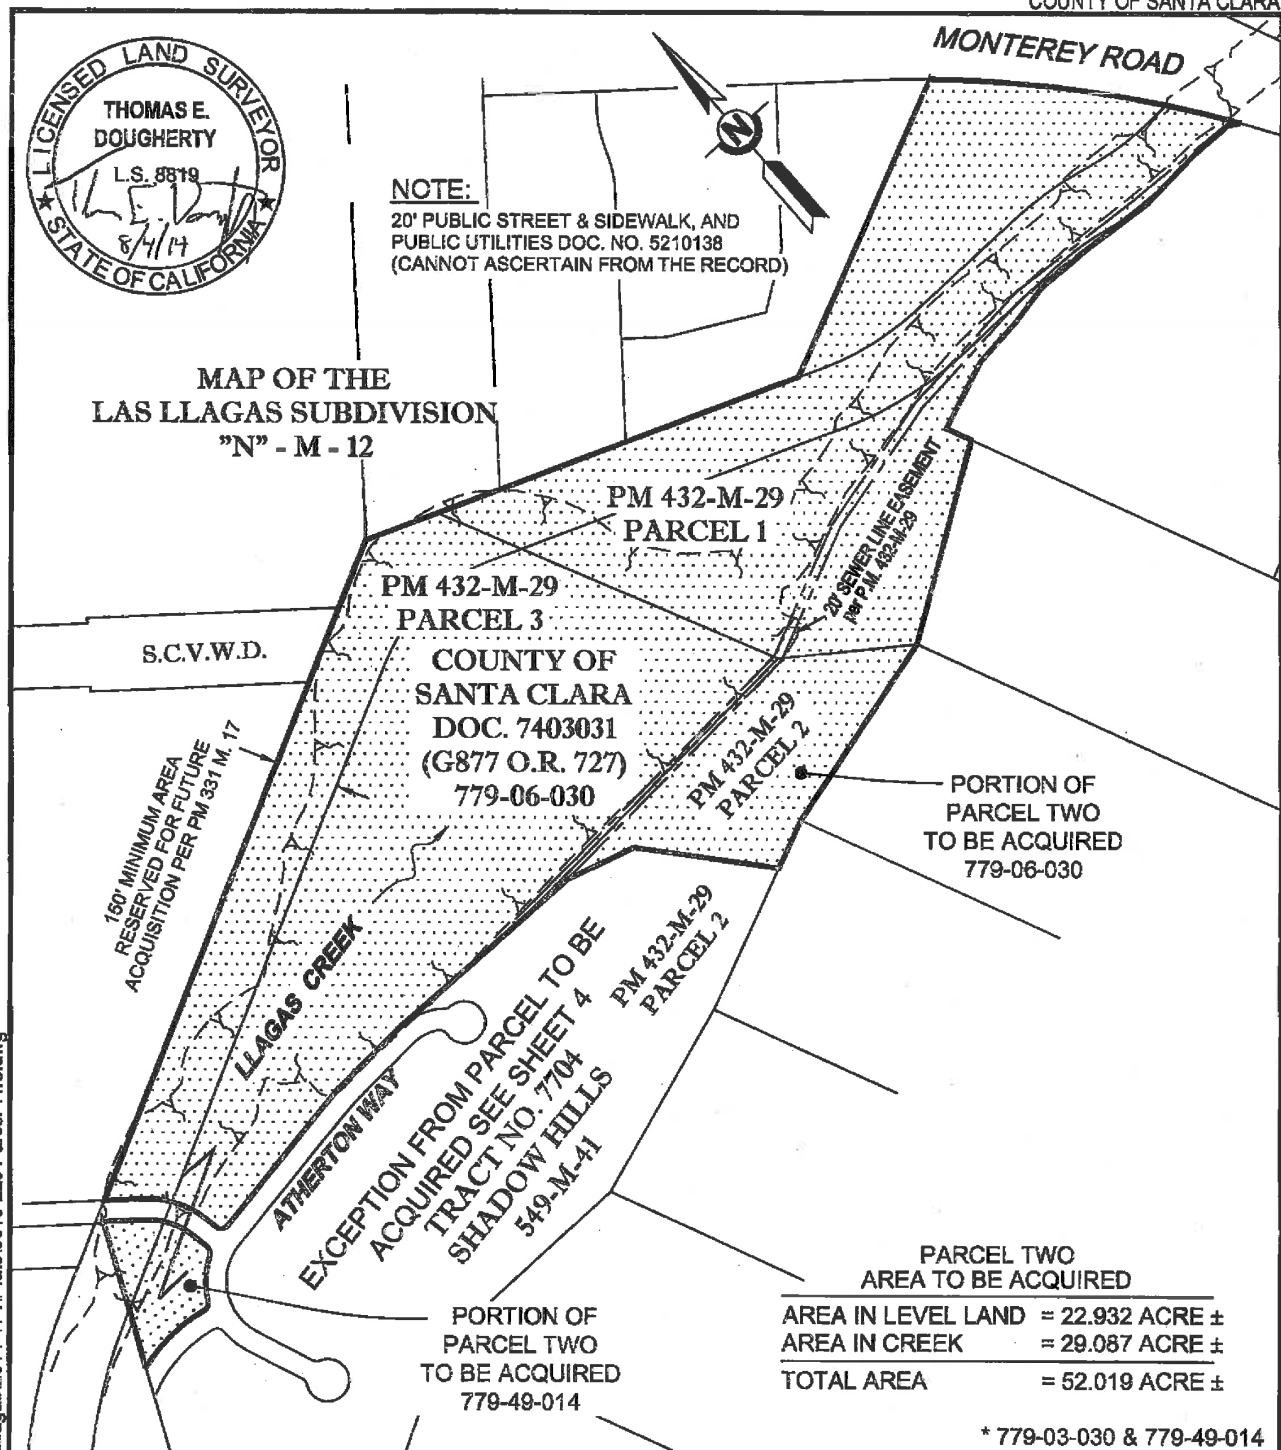 COUNTY OF SANTA CLARA
LICENSED LAND SURVEYOR
THOMAS E.
DOUGHERTY
L.S. 8819
8/4/14
STATE OF CALIFORNIA
MONTEREY ROAD
N
NOTE:
20' PUBLIC STREET & SIDEWALK, AND
PUBLIC UTILITIES DOC. NO. 5210138
(CANNOT ASCERTAIN FROM THE RECORD)
MAP OF THE
LAS LLAGAS SUBDIVISION
"N" - M - 12
PM 432-M-29
PARCEL 1
20' SEWER LINE EASEMENT
per P.M. 432-M-29
PM 432-M-29
PARCEL 3
S.C.V.W.D.
COUNTY OF
SANTA CLARA
DOC. 7403031
(G877 O.R. 727)
779-06-030
150' MINIMUM AREA
RESERVED FOR FUTURE
ACQUISITION PER PM 331 M. 17
PM 432-M-29
PARCEL 2
PORTION OF
PARCEL TWO
TO BE ACQUIRED
779-06-030
LLAGAS CREEK
PM 432-M-29
PARCEL 2
ATHERTON WAY
EXCEPTION FROM PARCEL TO BE
ACQUIRED SEE SHEET 4
TRACT NO. 7704
SHADOW HILLS
549-M-41
PORTION OF
PARCEL TWO
TO BE ACQUIRED
779-49-014
PARCEL TWO
AREA TO BE ACQUIRED
AREA IN LEVEL LAND = 22.932 ACRE ±
AREA IN CREEK = 29.087 ACRE ±
TOTAL AREA = 52.019 ACRE ±
* 779-03-030 & 779-49-014